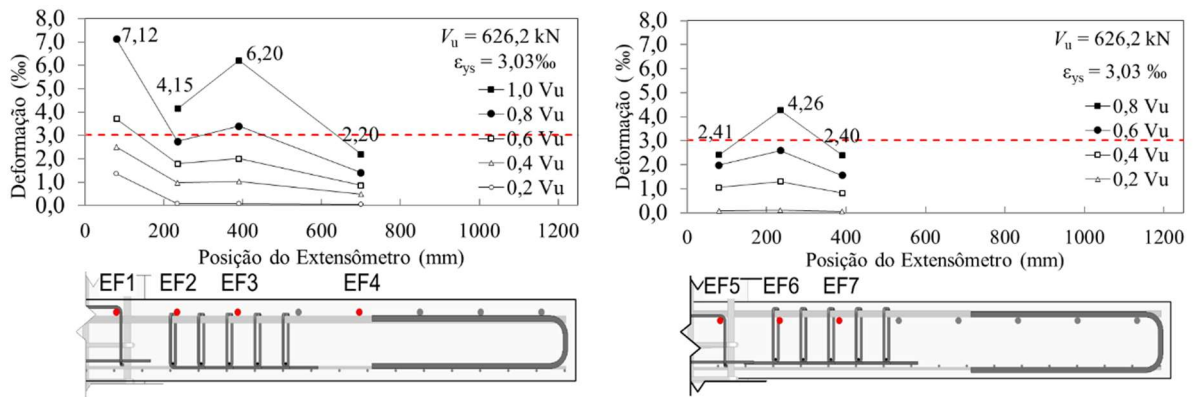 8,0
7,0
6,0
5,0
4,0
3,0
2,0
1,0
0,0
Deformação (‰)
7,12
4,15
6,20
2,20
Vu = 626,2 kN
εys = 3,03‰
1,0 Vu
0,8 Vu
0,6 Vu
0,4 Vu
0,2 Vu
0 200 400 600 800 1000 1200
Posição do Extensômetro (mm)
EF1 EF2 EF3 EF4
8,0
7,0
6,0
5,0
4,0
3,0
2,0
1,0
0,0
Deformação ( ‰)
2,41
4,26
2,40
Vu = 626,2 kN
εys = 3,03 ‰
0,8 Vu
0,6 Vu
0,4 Vu
0,2 Vu
0 200 400 600 800 1000 1200
Posição do Extensômetro (mm)
EF5 EF6 EF7